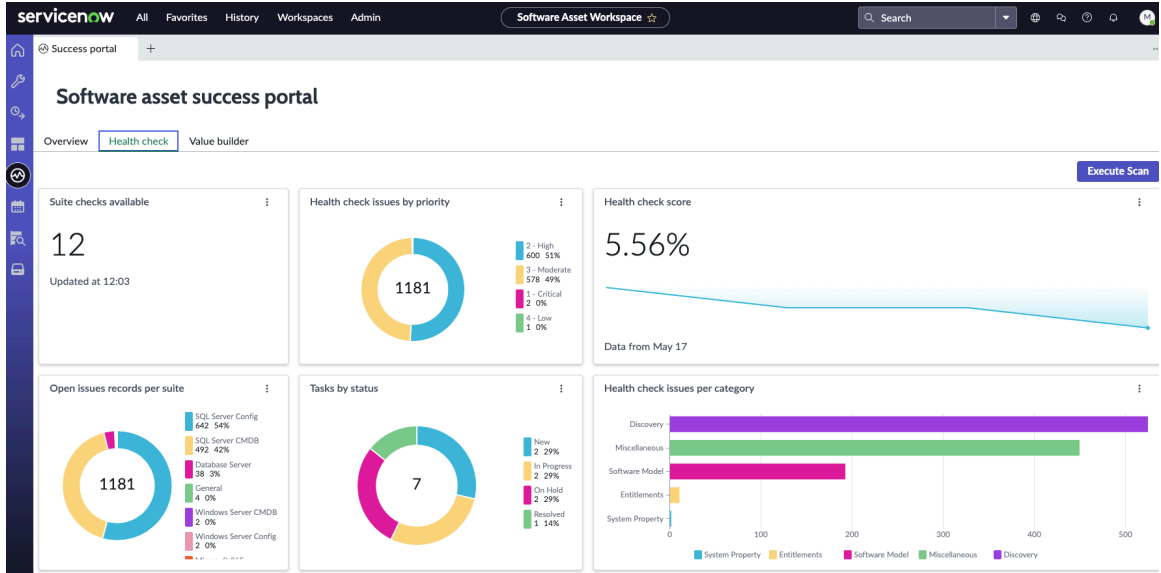 servicenow All Favorites History Workspaces Admin Software Asset Workspace Search M
Success portal +
Software asset success portal
Overview Health check Value builder
Execute Scan
Suite checks available
12
Updated at 12:03
Health check issues by priority
1181
2 - High
600 51%
3 - Moderate
578 49%
1 - Critical
2 0%
4 - Low
1 0%
Health check score
5.56%
Data from May 17
Open issues records per suite
1181
SQL Server Config
642 54%
SQL Server CMDB
492 42%
Database Server
38 3%
General
4 0%
Windows Server CMDB
2 0%
Windows Server Config
2 0%
Tasks by status
7
New
2 29%
In Progress
2 29%
On Hold
2 29%
Resolved
1 14%
Health check issues per category
Discovery
Miscellaneous
Software Model
Entitlements
System Property
0 100 200 300 400 500
System Property Entitlements Software Model Miscellaneous Discovery